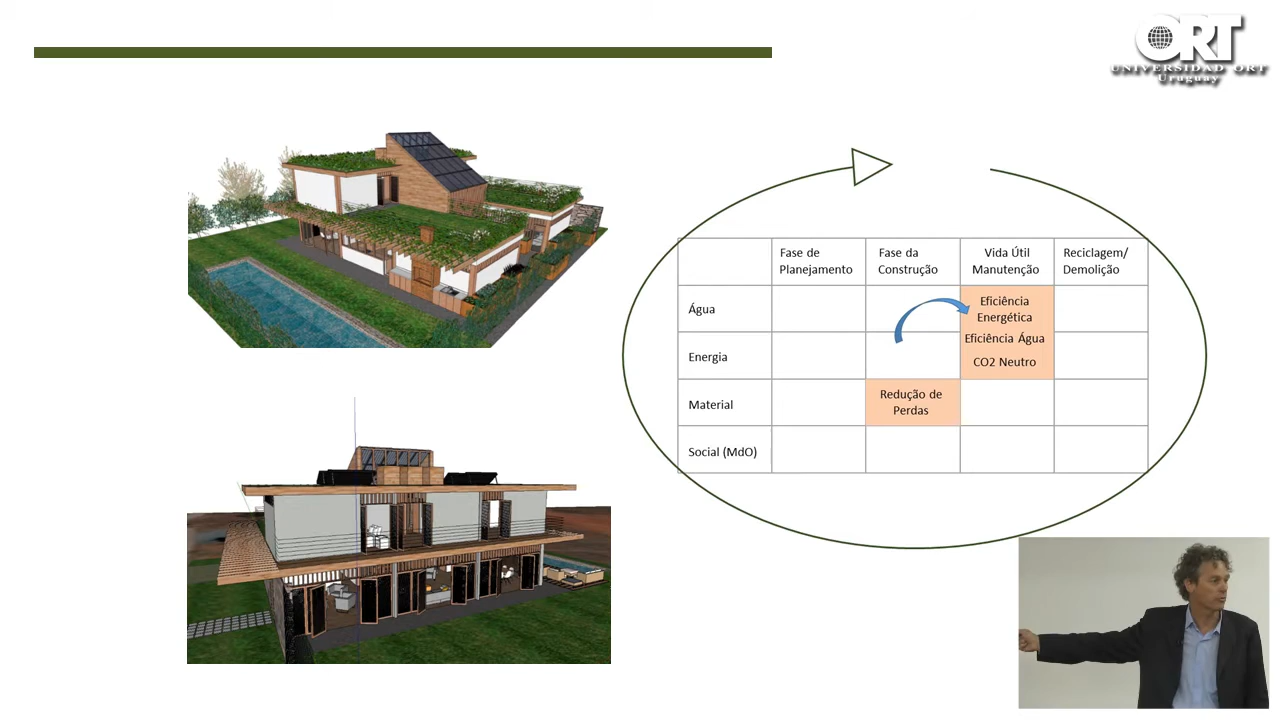 ORT
UNIVERSIDAD ORT
Uruguay
Fase de
Planejamento
Fase da
Construção
Vida Útil
Manutenção
Reciclagem/
Demolição
Água
Eficiência
Energética
Eficiência Água
Energia
CO2 Neutro
Material
Redução de
Perdas
Social (MdO)